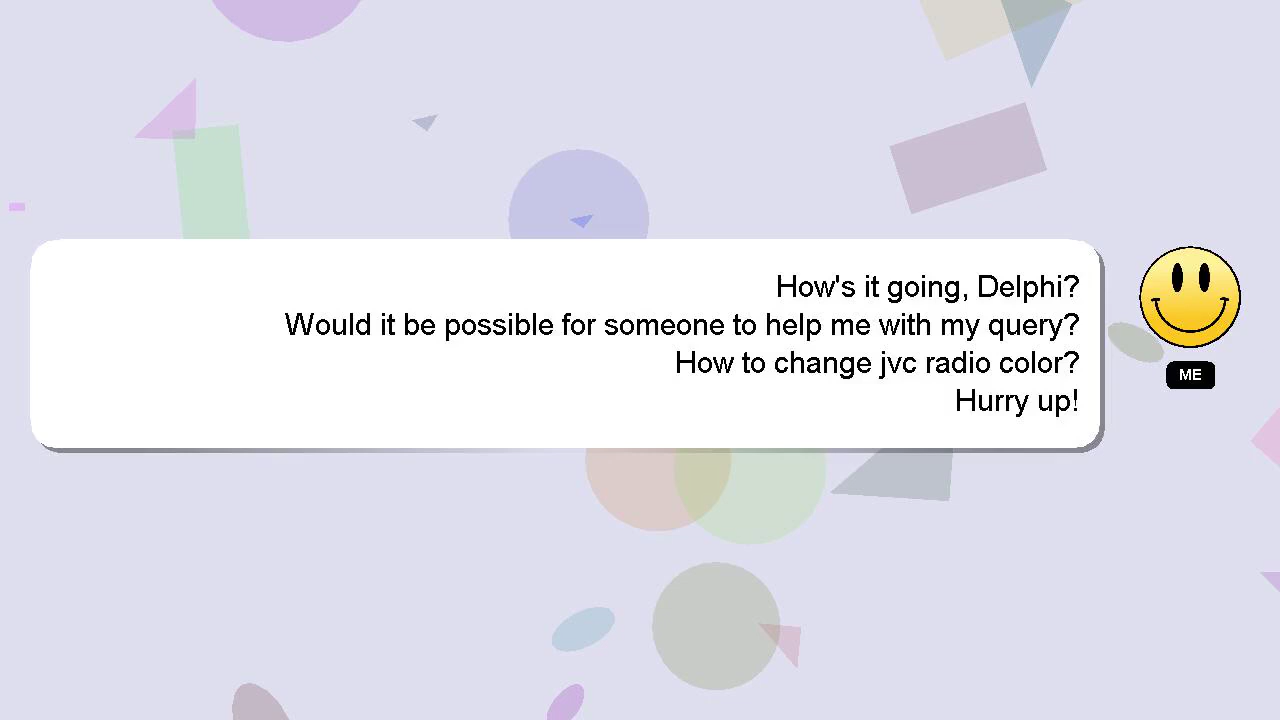 How's it going, Delphi?
Would it be possible for someone to help me with my query?
How to change jvc radio color?
Hurry up!
ME